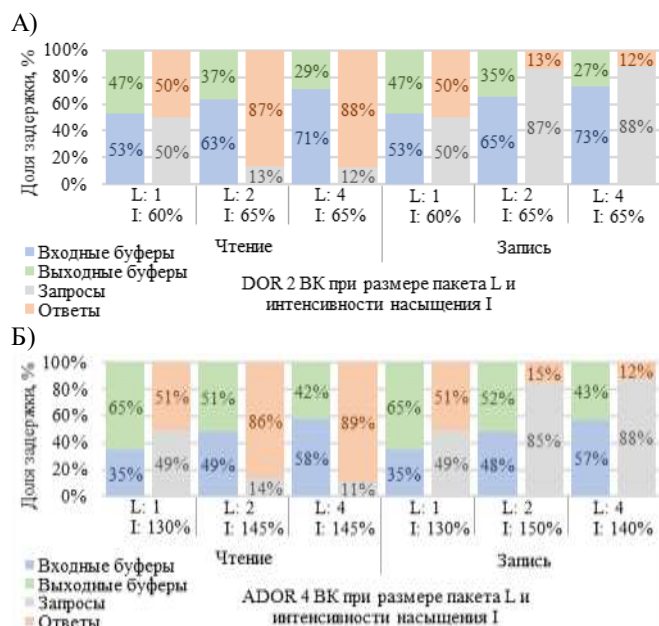 А)
100%
80%
60%
40%
20%
0%
Доля задержки, %
47% 50% 37% 87% 29% 88% 47% 50% 35% 13% 27% 12%
53% 50% 63% 13% 71% 12% 53% 50% 65% 87% 73% 88%
L: 1 L: 2 L: 4 L: 1 L: 2 L: 4
I: 60% I: 65% I: 65% I: 60% I: 65% I: 65%
Чтение Запись
Входные буферы
Выходные буферы
Запросы
Ответы
DOR 2 ВК при размере пакета L и
интенсивности насыщения I
Б)
100%
80%
60%
40%
20%
0%
Доля задержки, %
65% 51% 51% 86% 42% 89% 65% 51% 52% 15% 43% 12%
35% 49% 49% 14% 58% 11% 35% 49% 48% 85% 57% 88%
L: 1 L: 2 L: 4 L: 1 L: 2 L: 4
I: 130% I: 145% I: 145% I: 130% I: 150% I: 140%
Чтение Запись
Входные буферы
Выходные буферы
Запросы
Ответы
ADOR 4 ВК при размере пакета L и
интенсивности насыщения I